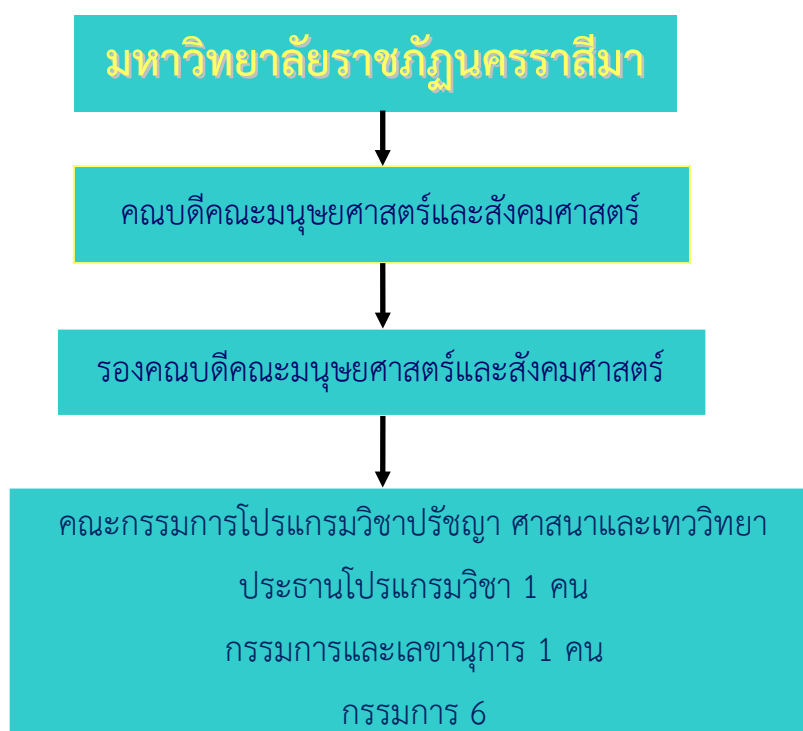 มหาวิทยาลัยราชภัฏนครราสีมา
คณบดีคณะมนุษยศาสตร์และสังคมศาสตร์
รองคณบดีคณะมนุษยศาสตร์และสังคมศาสตร์
คณะกรรมการโปรแกรมวิชาปรัชญา ศาสนาและเทววิทยา
ประธานโปรแกรมวิชา 1 คน
กรรมการและเลขานุการ 1 คน
กรรมการ 6